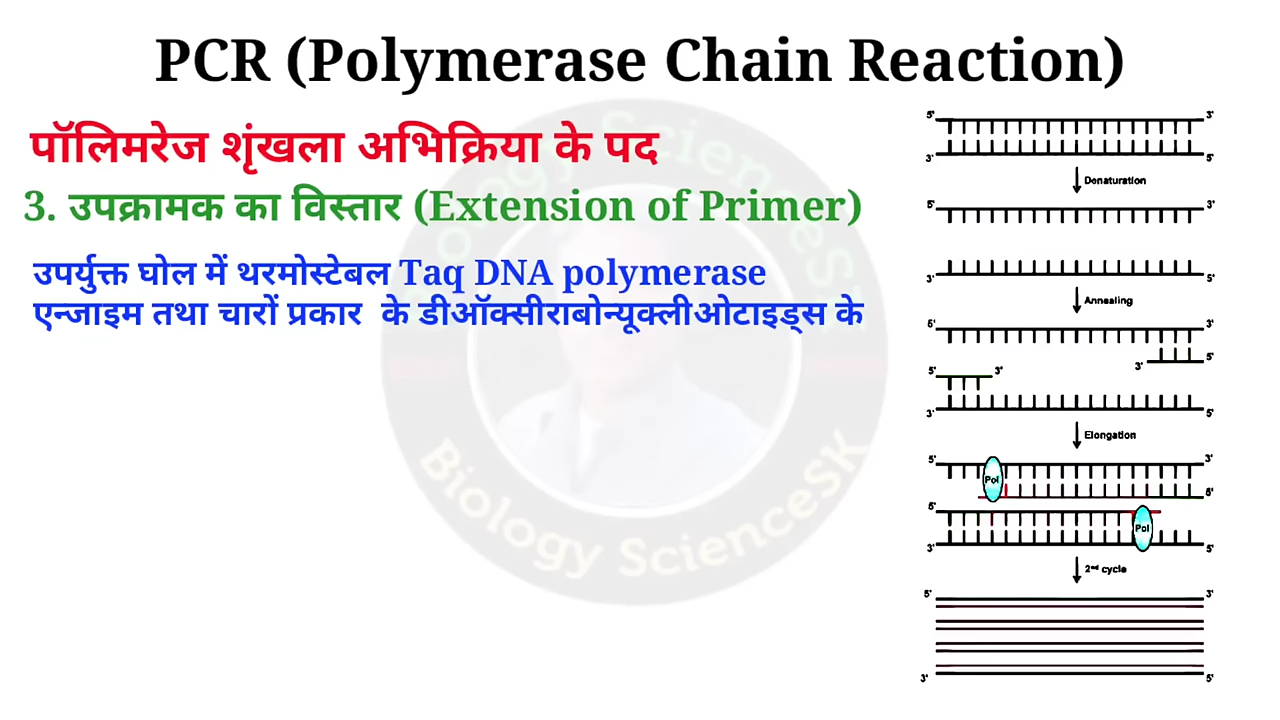 PCR (Polymerase Chain Reaction)
पॉलिमरेज शृंखला अभिक्रिया के पद
3. उपक्रामक का विस्तार (Extension of Primer)
उपर्युक्त घोल में थरमोस्टेबल Taq DNA polymerase
एन्जाइम तथा चारों प्रकार के डीऑक्सीराबोन्यूक्लीओटाइड्स के
5' 3'
3' 5'
Denaturation
5' 3'
3' 5'
Annealing
5' 3'
3' 5'
5' 3'
3' 5'
Elongation
5' 3'
Pol
5'
5'
Pol
3' 5'
2nd cycle
5' 3'
3' 5'
Biology ScienceSK